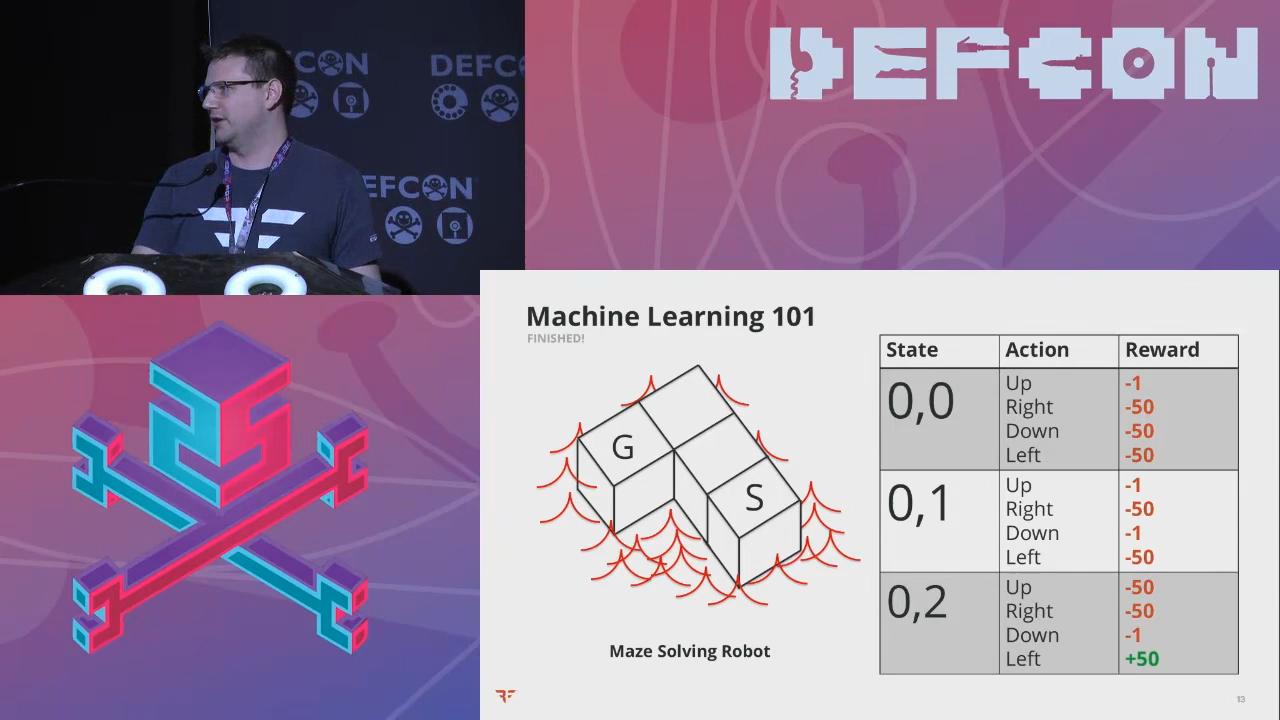 DEFCON
DEFCON
DEFC
EFCON
Machine Learning 101
FINISHED!
G
S
Maze Solving Robot
State Action Reward
0,0
Up -1
Right -50
Down -50
Left -50
0,1
Up -1
Right -50
Down -1
Left -50
0,2
Up -50
Right -50
Down -1
Left +50
13